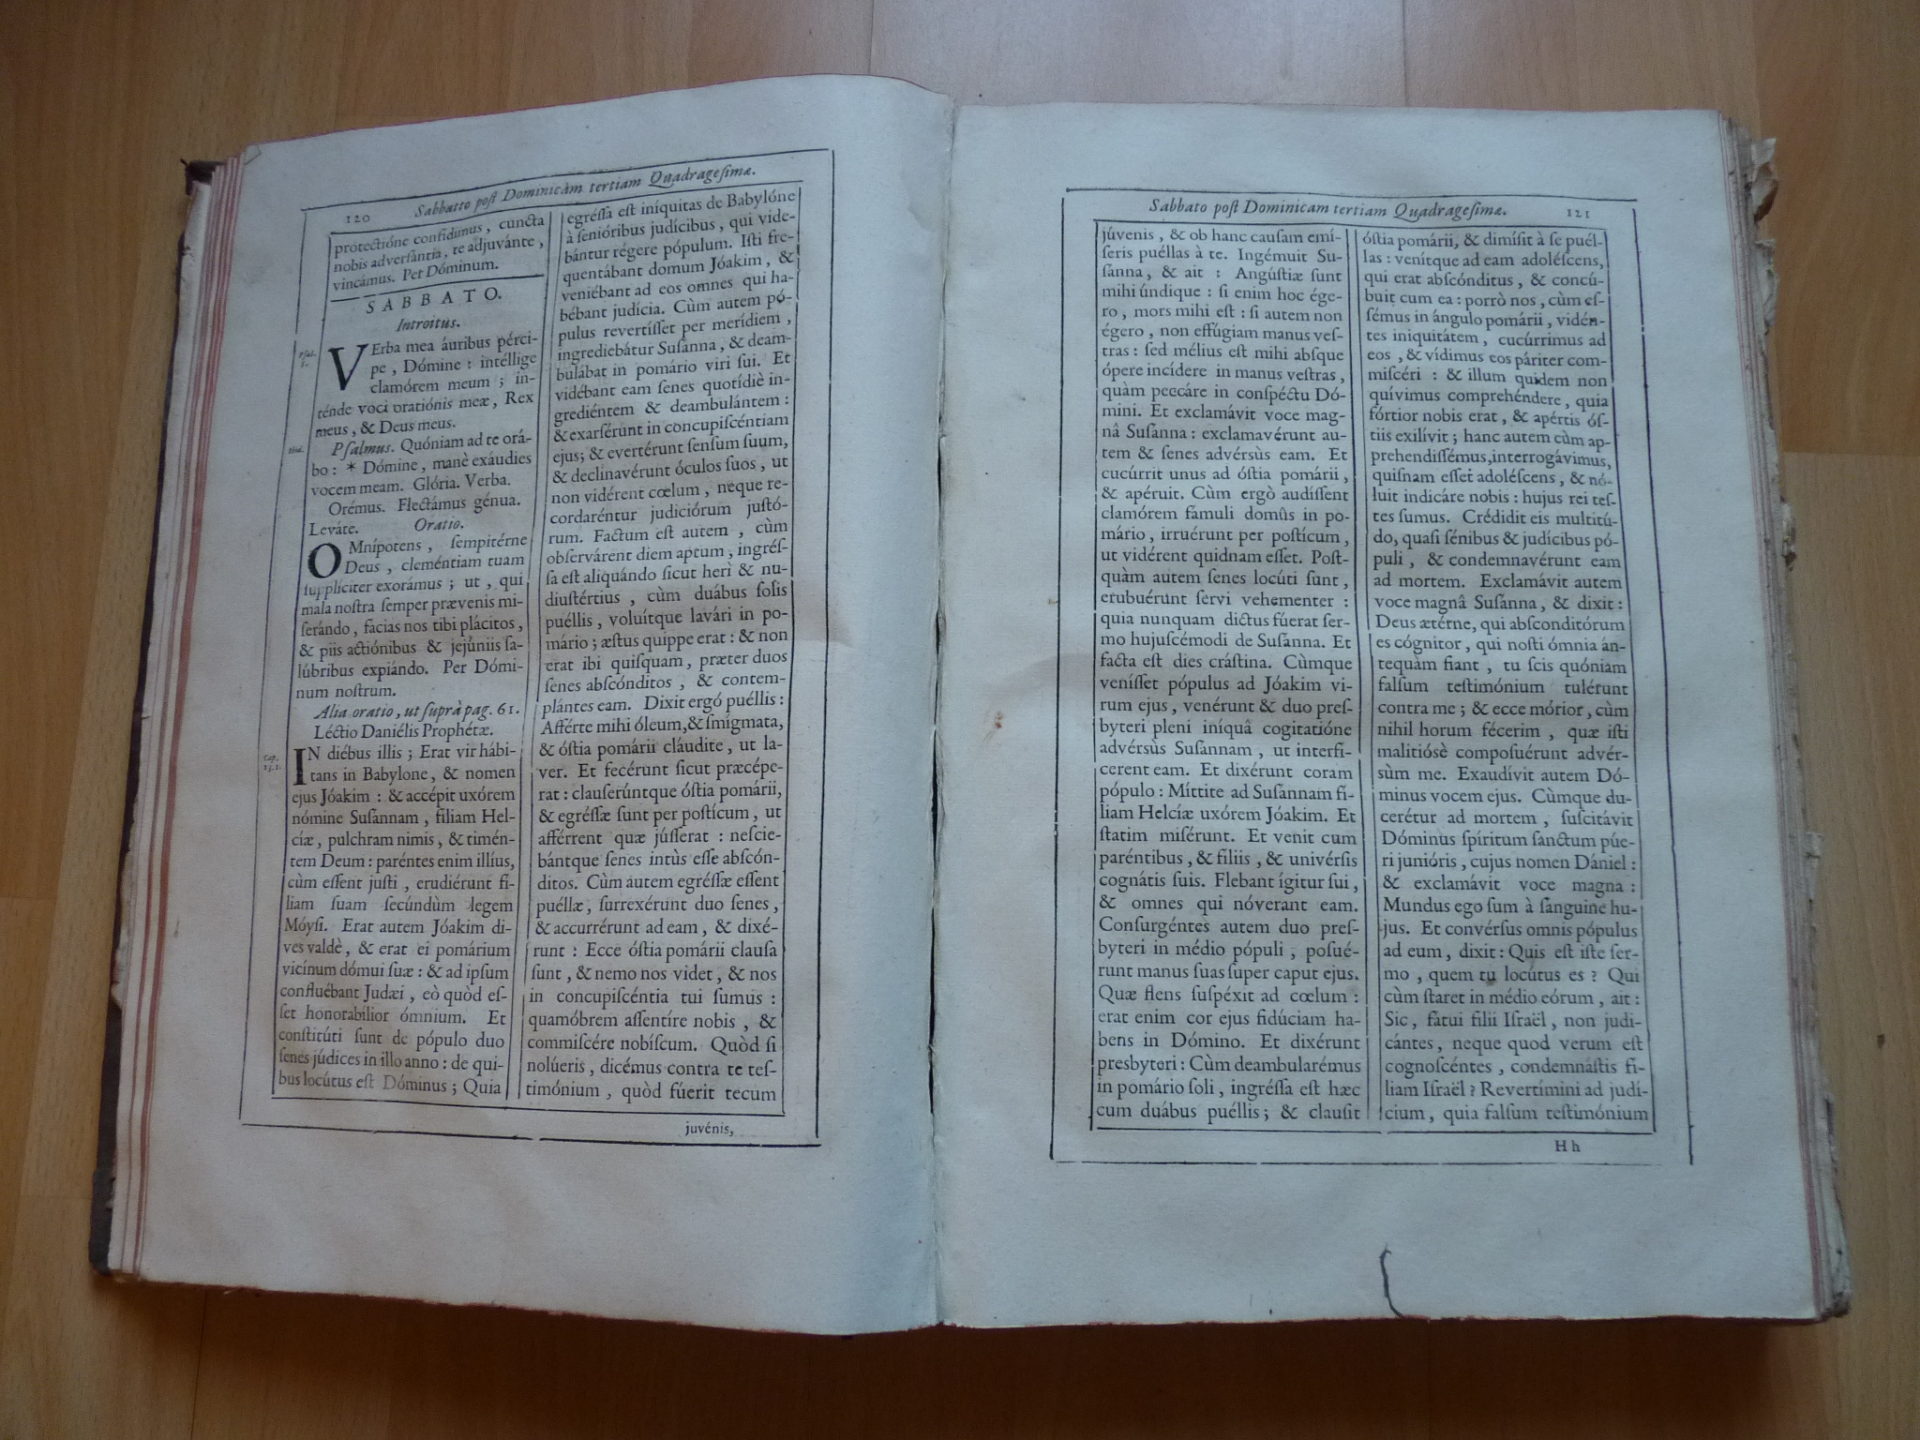 120 Sabbatto poſt Dominicàm tertiam Quadrageſimæ.
protectióne confidimus, cuncta
nobis adverſántia, te adjuvánte,
vincámus. Per Dóminum.
SABBATO.
Introitus.
VErba mea áuribus pérci-
pe, Dómine : intéllige
clamórem meum ; in-
ténde voci oratiónis meæ, Rex
meus, & Deus meus.
Pſalmus. Quóniam ad te orá-
bo : * Dómine, manè exáudies
vocem meam. Glória. Verba.
Orémus. Flectámus génua.
Leváte. Oratio.
OMnípotens, ſempitérne
Deus, cleméntiam tuam
ſuppliciter exorámus ; ut, qui
mala noſtra ſemper prævenis mi-
ſerándo, facias nos tibi plácitos,
& piis actiónibus & jejúniis ſa-
lúbribus expiándo. Per Dómi-
num noſtrum.
Alia oratio, ut ſuprà pag. 61.
Léctio Daniélis Prophétæ.
Cap. 13. 1.
IN diébus illis ; Erat vir hábi-
tans in Babylone, & nomen
ejus Jóakim : & accépit uxórem
nómine Suſannam, fíliam Hel-
cíæ, pulchram nimis, & timén-
tem Deum : paréntes enim illíus,
cùm eſſent juſti, erudiérunt fi-
liam ſuam ſecúndùm legem
Móyſi. Erat autem Jóakim di-
ves valdè, & erat ei pomárium
vicínum dómui ſuæ : & ad ipſum
confluébant Judæi, eò quòd eſ-
ſet honorabílior ómnium. Et
conſtitúti ſunt de pópulo duo
ſenes júdices in illo anno : de qui-
bus locútus eſt Dóminus ; Quia
egréſſa eſt iníquitas de Babylóne
à ſenióribus judícibus, qui vide-
bántur régere pópulum. Iſti fre-
quentábant domum Jóakim, &
veniébant ad eos omnes qui ha-
bébant judícia. Cùm autem pó-
pulus revertíſſet per merídiem,
ingrediebátur Suſánna, & deam-
bulábat in pomário viri ſui. Et
vidébant eam ſenes quotídiè in-
grediéntem & deambulántem :
& exarſérunt in concupiſcéntiam
ejus; & evertérunt ſenſum ſuum,
& declinavérunt óculos ſuos, ut
non vidérent cœlum, neque re-
cordaréntur judiciórum juſtó-
rum. Factum eſt autem, cùm
obſervárent diem aptum, ingréſ-
ſa eſt aliquándo ſicut herì & nu-
diuſtértius, cùm duábus ſolis
puéllis, voluítque lavári in po-
mário ; æſtus quippe erat : & non
erat ibi quiſquam, præter duos
ſenes abſcónditos, & contem-
plántes eam. Dixit ergó puéllis :
Afférte mihi óleum, & ſmígmata,
& óſtia pomárii cláudite, ut la-
ver. Et fecérunt ſicut præcépe-
rat : clauſerúntque óſtia pomárii,
& egréſſæ ſunt per poſtícum, ut
afférrent quæ júſſerat : neſcie-
bántque ſenes intùs eſſe abſcón-
ditos. Cùm autem egréſſæ eſſent
puéllæ, ſurrexérunt duo ſenes,
& accurrérunt ad eam, & dixé-
runt : Ecce óſtia pomárii clauſa
ſunt, & nemo nos videt, & nos
in concupiſcéntia tui ſumus :
quamóbrem aſſentíre nobis, &
commiſcére nobíſcum. Quòd ſi
nolúeris, dicémus contra te teſ-
timónium, quòd fúerit tecum
juvénis,
Sabbato poſt Dominicam tertiam Quadrageſimæ. 121
júvenis, & ob hanc cauſam emí-
ſeris puéllas à te. Ingémuit Su-
ſánna, & ait : Angúſtiæ ſunt
mihi úndique : ſi enim hoc ége-
ro, mors mihi eſt : ſi autem non
égero, non effúgiam manus veſ-
tras : ſed mélius eſt mihi abſque
ópere incídere in manus veſtras,
quàm peccáre in conſpéctu Dó-
mini. Et exclamávit voce mag-
nâ Suſanna : exclamavérunt au-
tem & ſenes advérsùs eam. Et
cucúrrit unus ad óſtia pomárii,
& apéruit. Cùm ergò audíſſent
clamórem fámuli domûs in po-
mário, irruérunt per poſtícum,
ut vidérent quidnam eſſet. Poſt-
quàm autem ſenes locúti ſunt,
erubuérunt ſervi veheménter :
quia nunquam dictus fúerat ſer-
mo hujuſcémodi de Suſanna. Et
facta eſt dies cráſtina. Cùmque
veníſſet pópulus ad Jóakim vi-
rum ejus, venérunt & duo preſ-
byteri pleni iníquâ cogitatióne
advérsùs Suſannam, ut interfí-
cerent eam. Et dixérunt coram
pópulo : Míttite ad Suſannam fí-
liam Helcíæ uxórem Jóakim. Et
ſtatim miſérunt. Et venit cum
paréntibus, & fíliis, & univérſis
cognátis ſuis. Flebant ígitur ſui,
& omnes qui nóverant eam.
Conſurgéntes autem duo preſ-
byteri in médio pópuli, poſué-
runt manus ſuas ſuper caput ejus.
Quæ flens ſuſpéxit ad cœlum :
erat enim cor ejus fidúciam ha-
bens in Dómino. Et dixérunt
presbyteri : Cùm deambularémus
in pomário ſoli, ingréſſa eſt hæc
cum duábus puéllis ; & clauſit
óſtia pomárii, & dimíſit à ſe puél-
las : venítque ad eam adoléſcens,
qui erat abſcónditus, & concú-
buit cum ea : porrò nos, cùm eſ-
ſémus in ángulo pomárii, vidén-
tes iniquitátem, cucúrrimus ad
eos, & vídimus eos páriter com-
miſcéri : & illum quidem non
quívimus comprehéndere, quia
fórtior nobis erat, & apértis óſ-
tiis exilívit ; hanc autem cùm ap-
prehendiſſémus, interrogávimus,
quiſnam eſſet adoléſcens, & nó-
luit indicáre nobis : hujus rei teſ-
tes ſumus. Crédidit eis multitú-
do, quaſi ſénibus & judícibus pó-
puli, & condemnavérunt eam
ad mortem. Exclamávit autem
voce magnâ Suſanna, & dixit :
Deus ætérne, qui abſconditórum
es cógnitor, qui noſti ómnia án-
tequàm fiant, tu ſcis quóniam
falſum teſtimónium tulérunt
contra me ; & ecce mórior, cùm
nihil horum fécerim, quæ iſti
malitiósè compoſuérunt advér-
sùm me. Exaudívit autem Dó-
minus vocem ejus. Cùmque du-
cerétur ad mortem, ſuſcitávit
Dóminus ſpíritum ſanctum púe-
ri junióris, cujus nomen Dániel :
& exclamávit voce magna :
Mundus ego ſum à ſanguine hu-
jus. Et convérſus omnis pópulus
ad eum, dixit : Quis eſt iſte ſer-
mo, quem tu locútus es ? Qui
cùm ſtaret in médio eórum, ait :
Sic, fatui filii Iſraël, non judi-
cántes, neque quod verum eſt
cognoſcéntes, condemnáſtis fi-
liam Iſraël ? Revertímini ad judí-
cium, quia falſum teſtimónium
H h